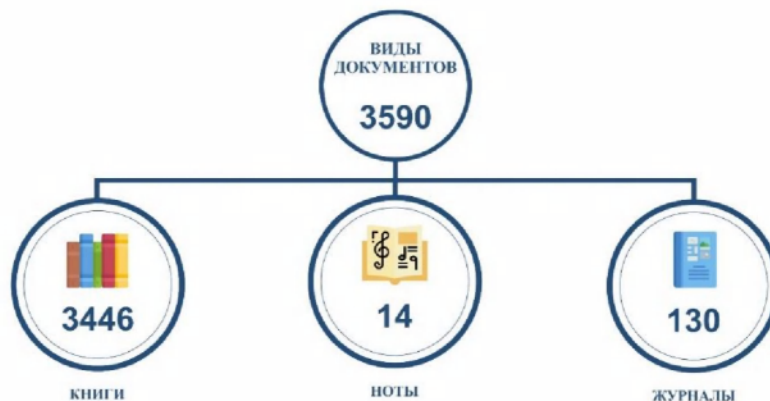 ВИДЫ
ДОКУМЕНТОВ
3590
3446
14
130
КНИГИ
НОТЫ
ЖУРНАЛЫ